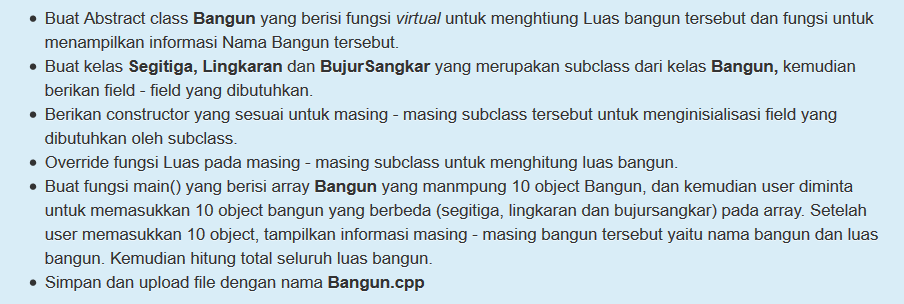 • Buat Abstract class Bangun yang berisi fungsi virtual untuk menghtiung Luas bangun tersebut dan fungsi untuk
menampilkan informasi Nama Bangun tersebut.
• Buat kelas Segitiga, Lingkaran dan BujurSangkar yang merupakan subclass dari kelas Bangun, kemudian
berikan field - field yang dibutuhkan.
• Berikan constructor yang sesuai untuk masing - masing subclass tersebut untuk menginisialisasi field yang
dibutuhkan oleh subclass.
• Override fungsi Luas pada masing - masing subclass untuk menghitung luas bangun.
• Buat fungsi main() yang berisi array Bangun yang manmpung 10 object Bangun, dan kemudian user diminta
untuk memasukkan 10 object bangun yang berbeda (segitiga, lingkaran dan bujursangkar) pada array. Setelah
user memasukkan 10 object, tampilkan informasi masing - masing bangun tersebut yaitu nama bangun dan luas
bangun. Kemudian hitung total seluruh luas bangun.
• Simpan dan upload file dengan nama Bangun.cpp